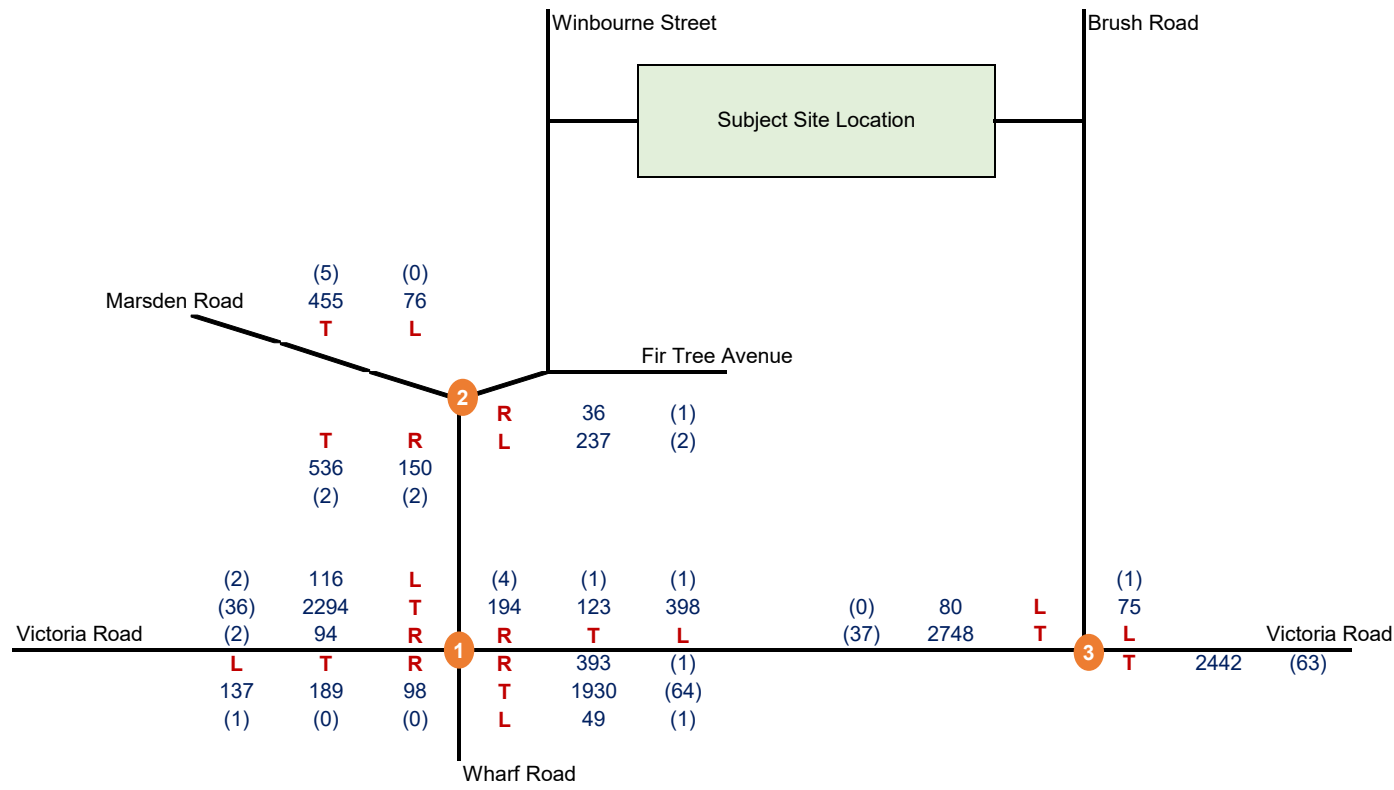 Winbourne Street Brush Road
Subject Site Location
(5) (0)
Marsden Road 455 76
T L
Fir Tree Avenue
2
R 36 (1)
T R L 237 (2)
536 150
(2) (2)
(2) 116 L (4) (1) (1) (1)
(36) 2294 T 194 123 398 (0) 80 L 75
Victoria Road (2) 94 R R T L (37) 2748 T L Victoria Road
1 3
L T R R 393 (1) T 2442 (63)
137 189 98 T 1930 (64)
(1) (0) (0) L 49 (1)
Wharf Road